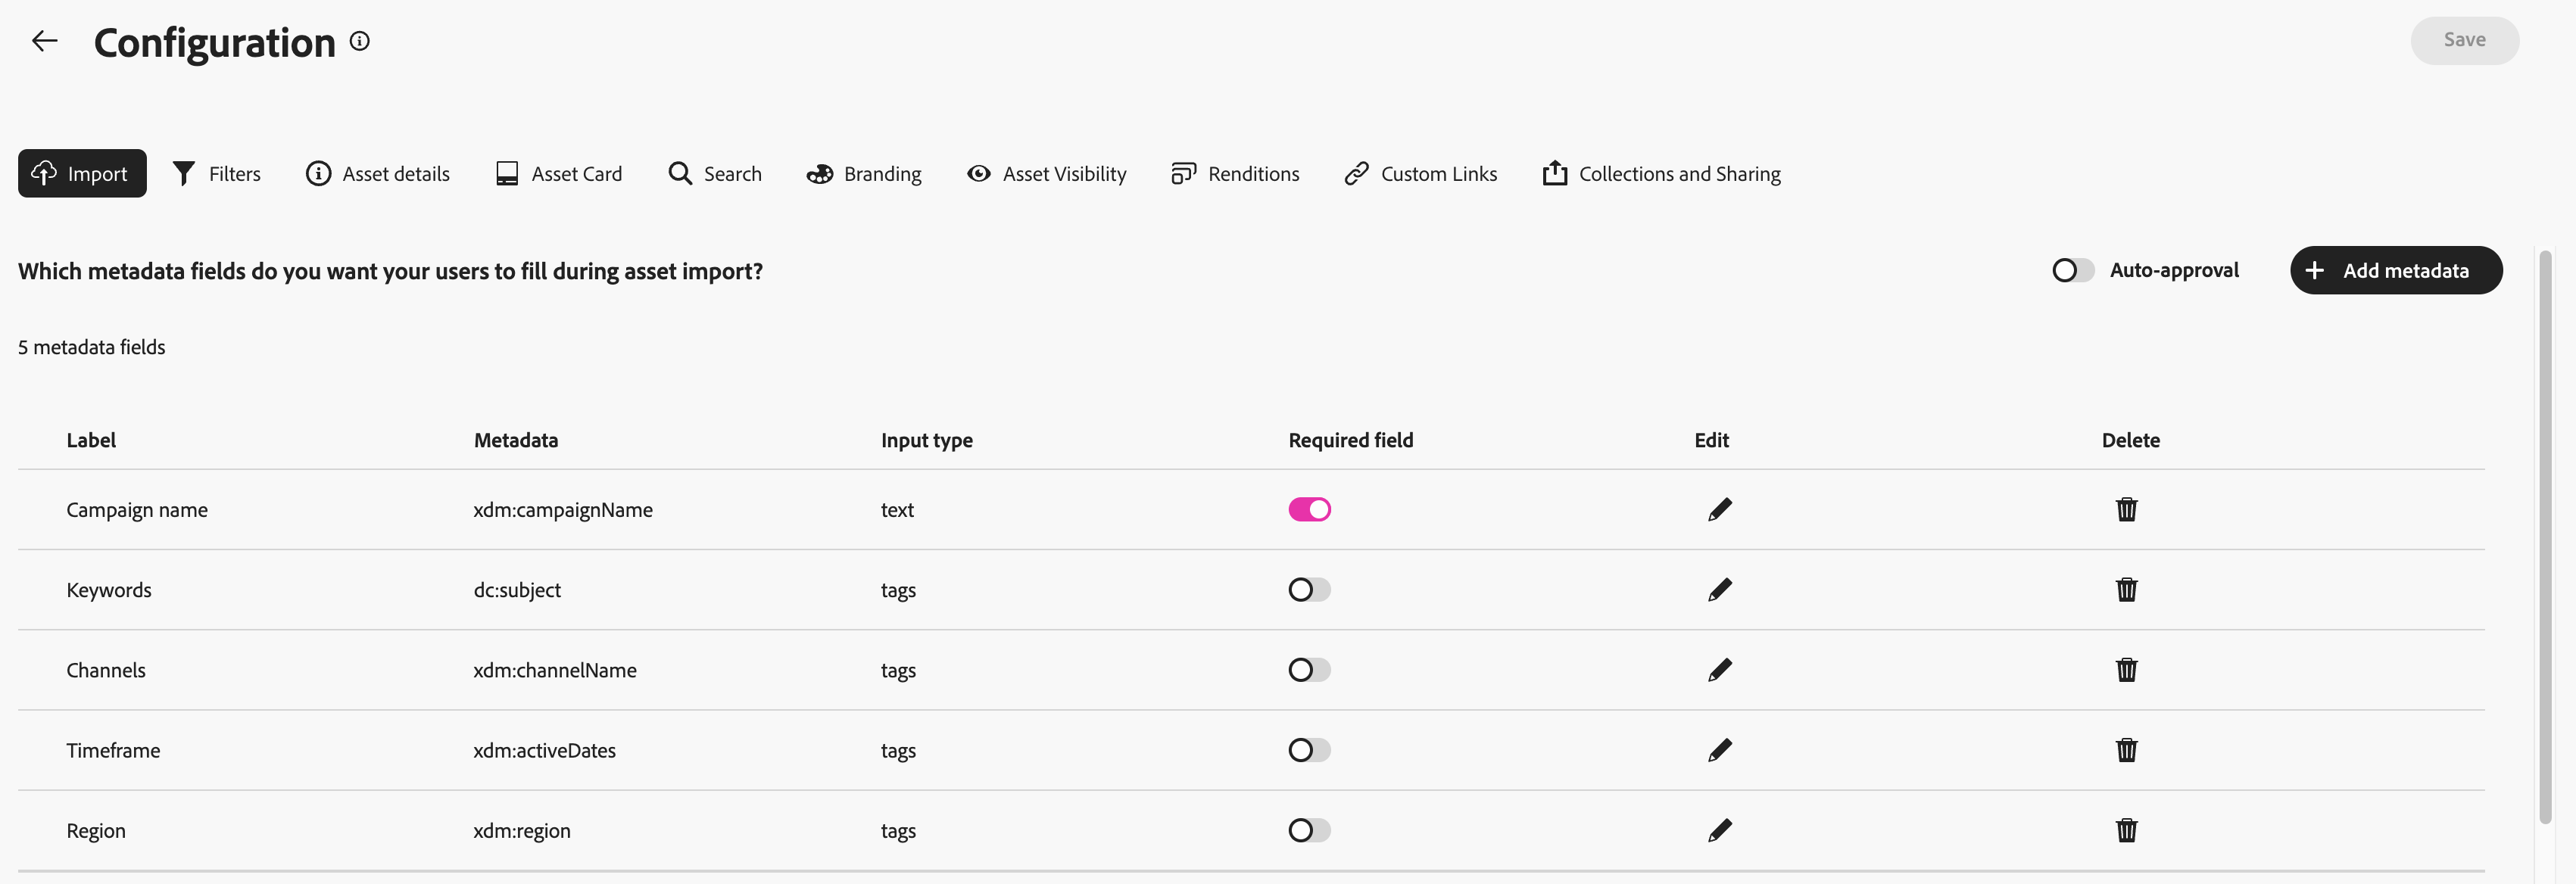 Configuration
Save
Import Filters Asset details Asset Card Search Branding Asset Visibility Renditions Custom Links Collections and Sharing
Which metadata fields do you want your users to fill during asset import? Auto-approval Add metadata
5 metadata fields
Label Metadata Input type Required field Edit Delete
Campaign name xdm:campaignName text
Keywords dc:subject tags
Channels xdm:channelName tags
Timeframe xdm:activeDates tags
Region xdm:region tags